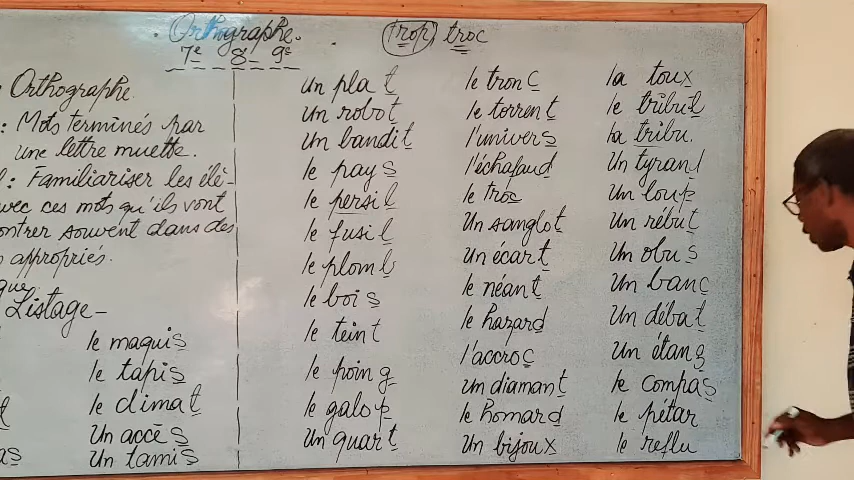 . Orthographe.
7e 8e 9e
. trop, troc
Orthographe.
: Mots terminés par
une lettre muette.
: Familiariser les élè-
avec ces mots qu'ils vont
ontrer souvent dans des
appropriés.
que
Listage-
le maquis
le tapis
le climat
Un accès
as
Un tamis
un plat
un robot
un bandit
le pays
le persil
le fusil
le plomb
le bois
le teint
le poing
le galop
Un quart
le tronc
le torrent
l'univers
l'échafaud
le troc
Un sanglot
un écart
le néant
le hazard
l'accroc
un diamant
le homard
Un bijoux
la toux
le tribut
la tribu.
Un tyran
Un loup
Un rébut
Un obus
Un banc
Un débat
Un étang
le compas
le pétar
le reflu